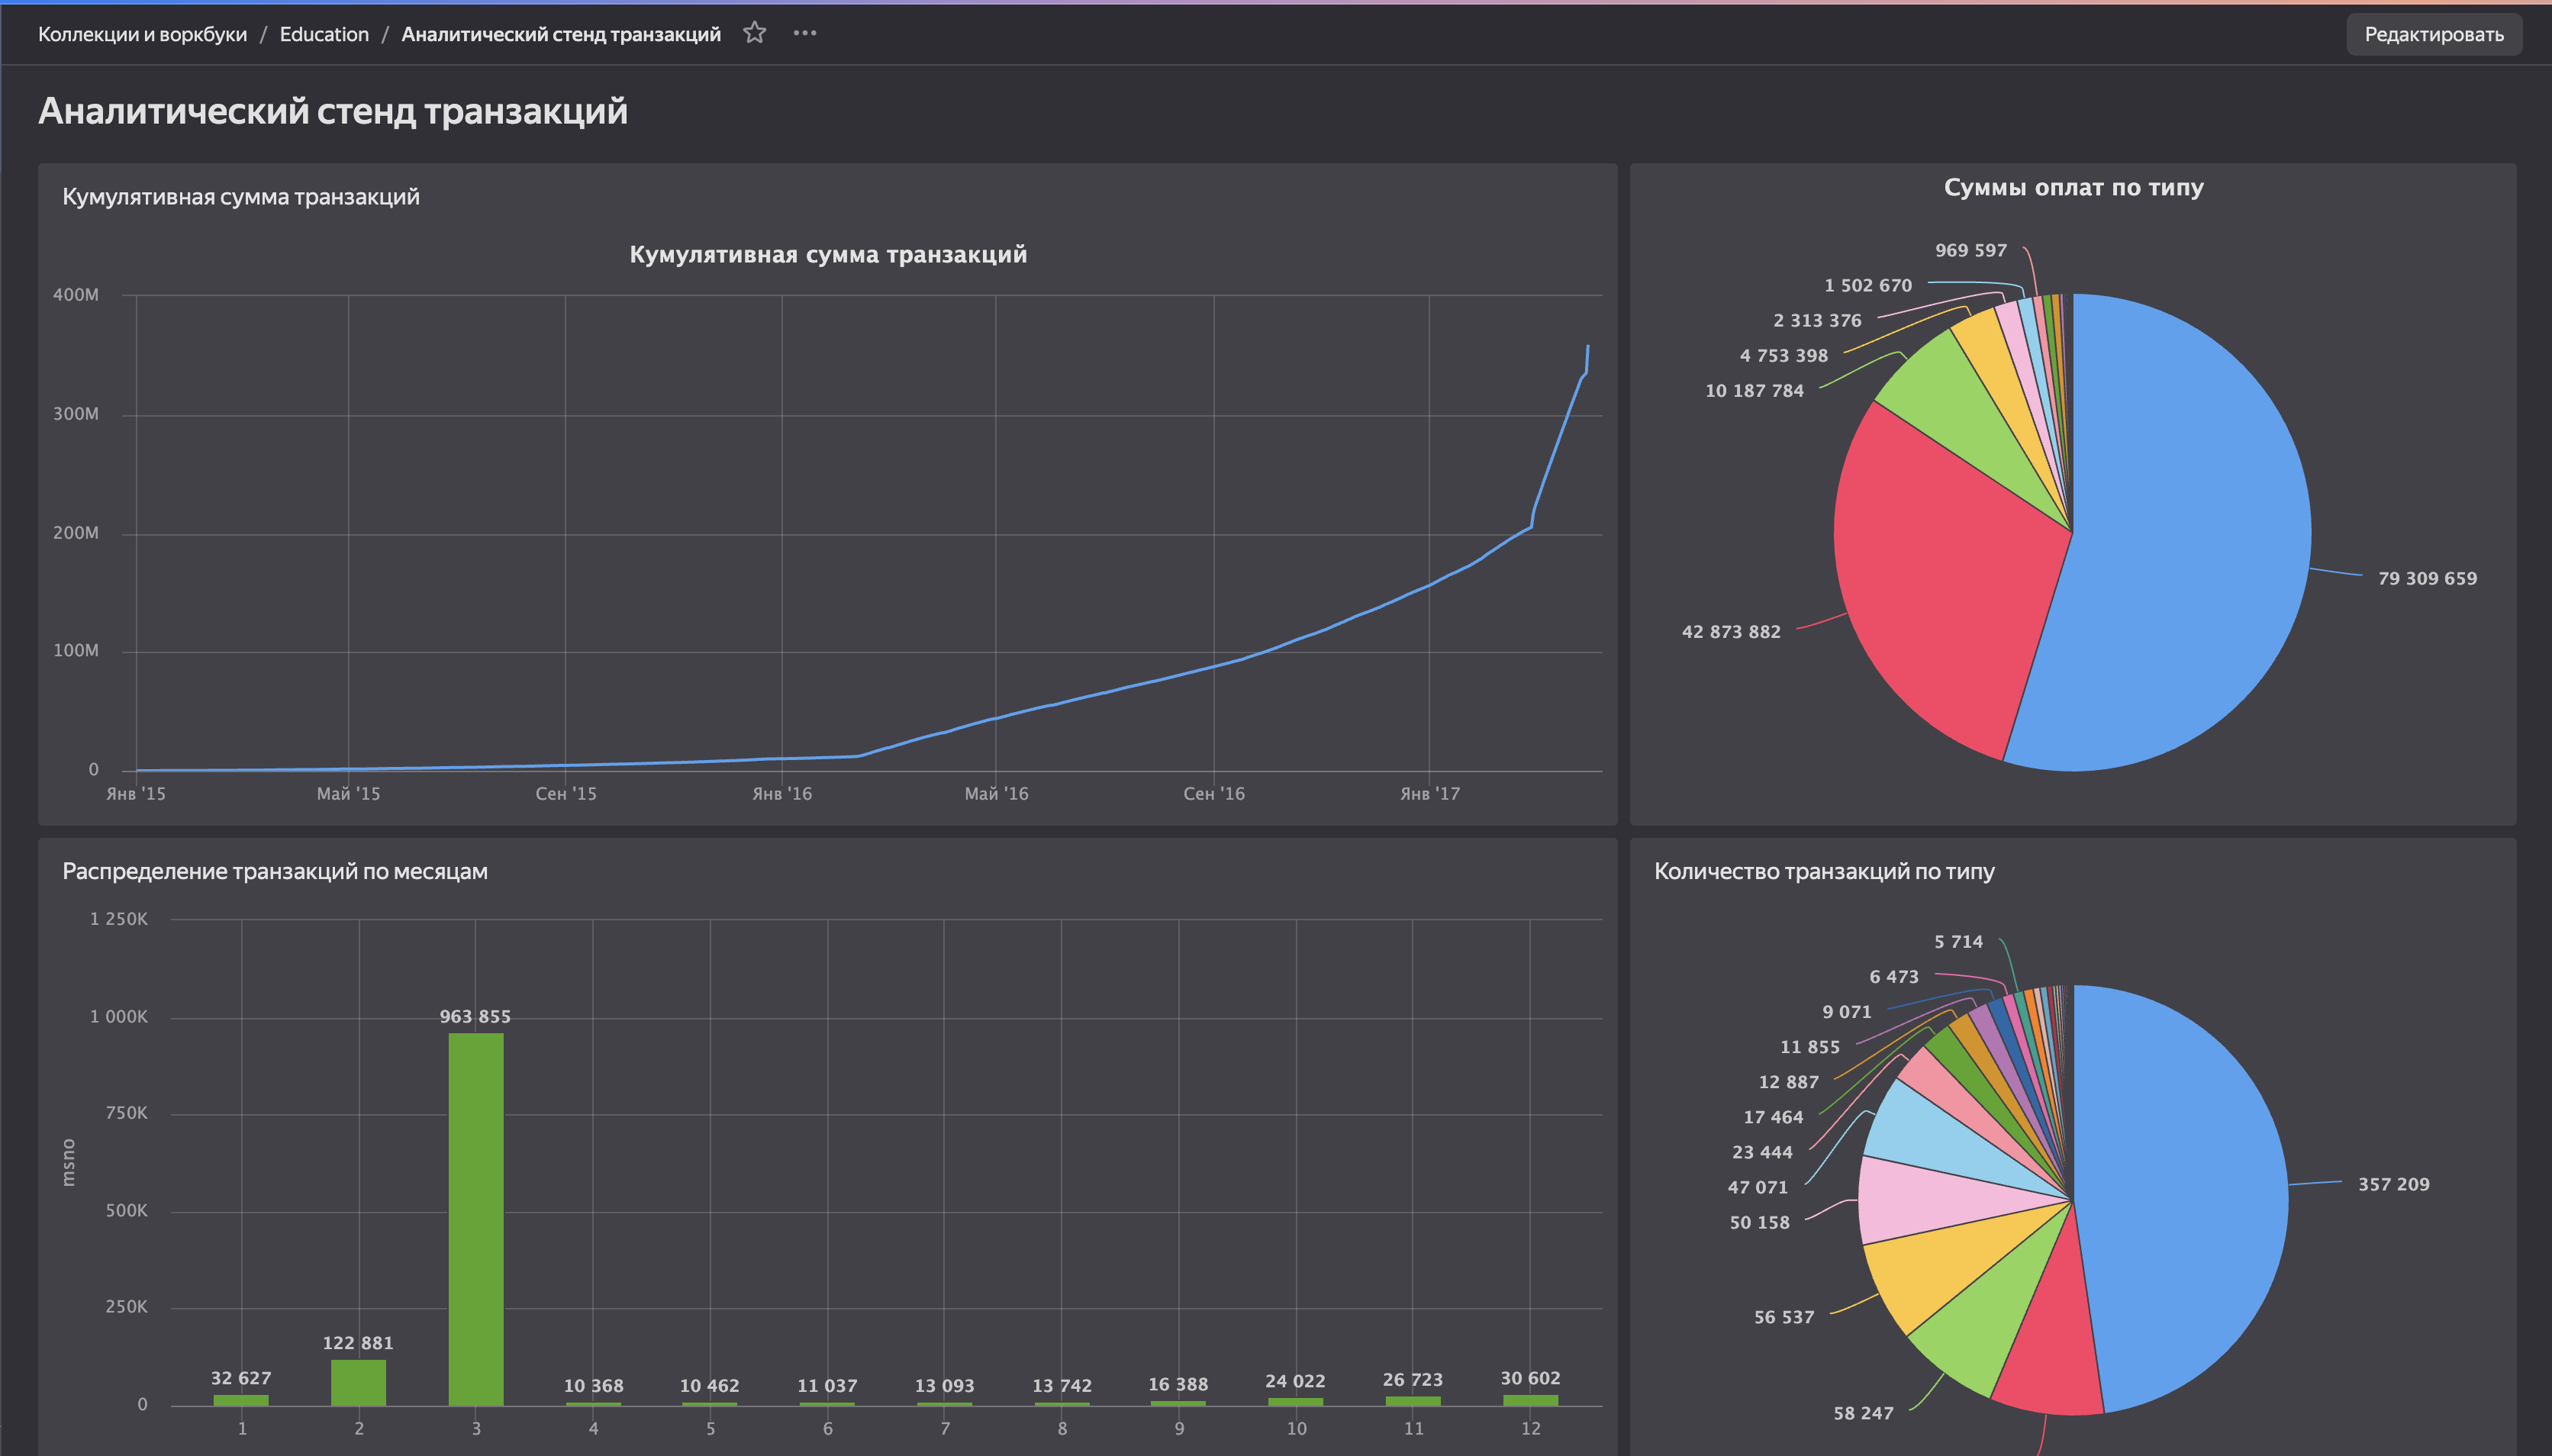 Коллекции и воркбуки / Education / Аналитический стенд транзакций
Редактировать
Аналитический стенд транзакций
Кумулятивная сумма транзакций
Кумулятивная сумма транзакций
400M
300M
200M
100M
0
Янв '15
Май '15
Сен '15
Янв '16
Май '16
Сен '16
Янв '17
Суммы оплат по типу
969 597
1 502 670
2 313 376
4 753 398
10 187 784
42 873 882
79 309 659
Распределение транзакций по месяцам
msno
1 250K
1 000K
750K
500K
250K
0
32 627
122 881
963 855
10 368
10 462
11 037
13 093
13 742
16 388
24 022
26 723
30 602
1
2
3
4
5
6
7
8
9
10
11
12
Количество транзакций по типу
5 714
6 473
9 071
11 855
12 887
17 464
23 444
47 071
50 158
56 537
58 247
357 209